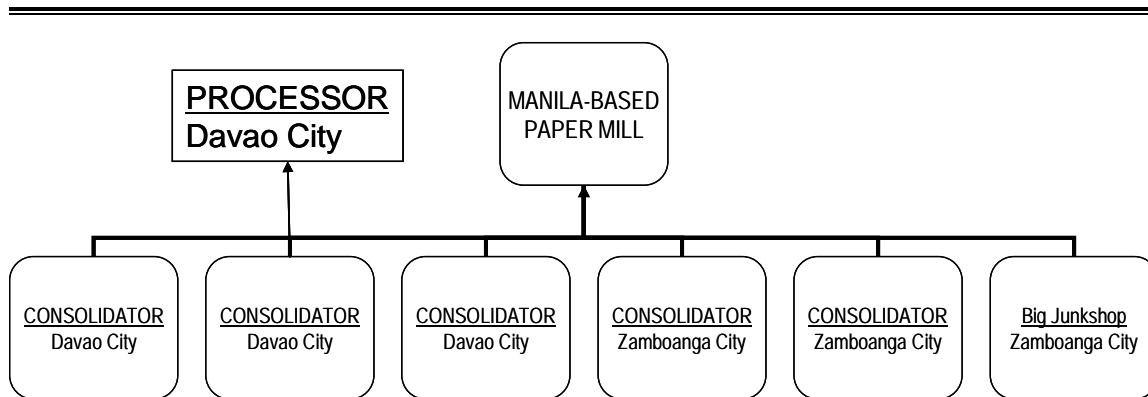 PROCESSOR
Davao City
MANILA-BASED
PAPER MILL
CONSOLIDATOR
Davao City
CONSOLIDATOR
Davao City
CONSOLIDATOR
Davao City
CONSOLIDATOR
Zamboanga City
CONSOLIDATOR
Zamboanga City
Big Junkshop
Zamboanga City